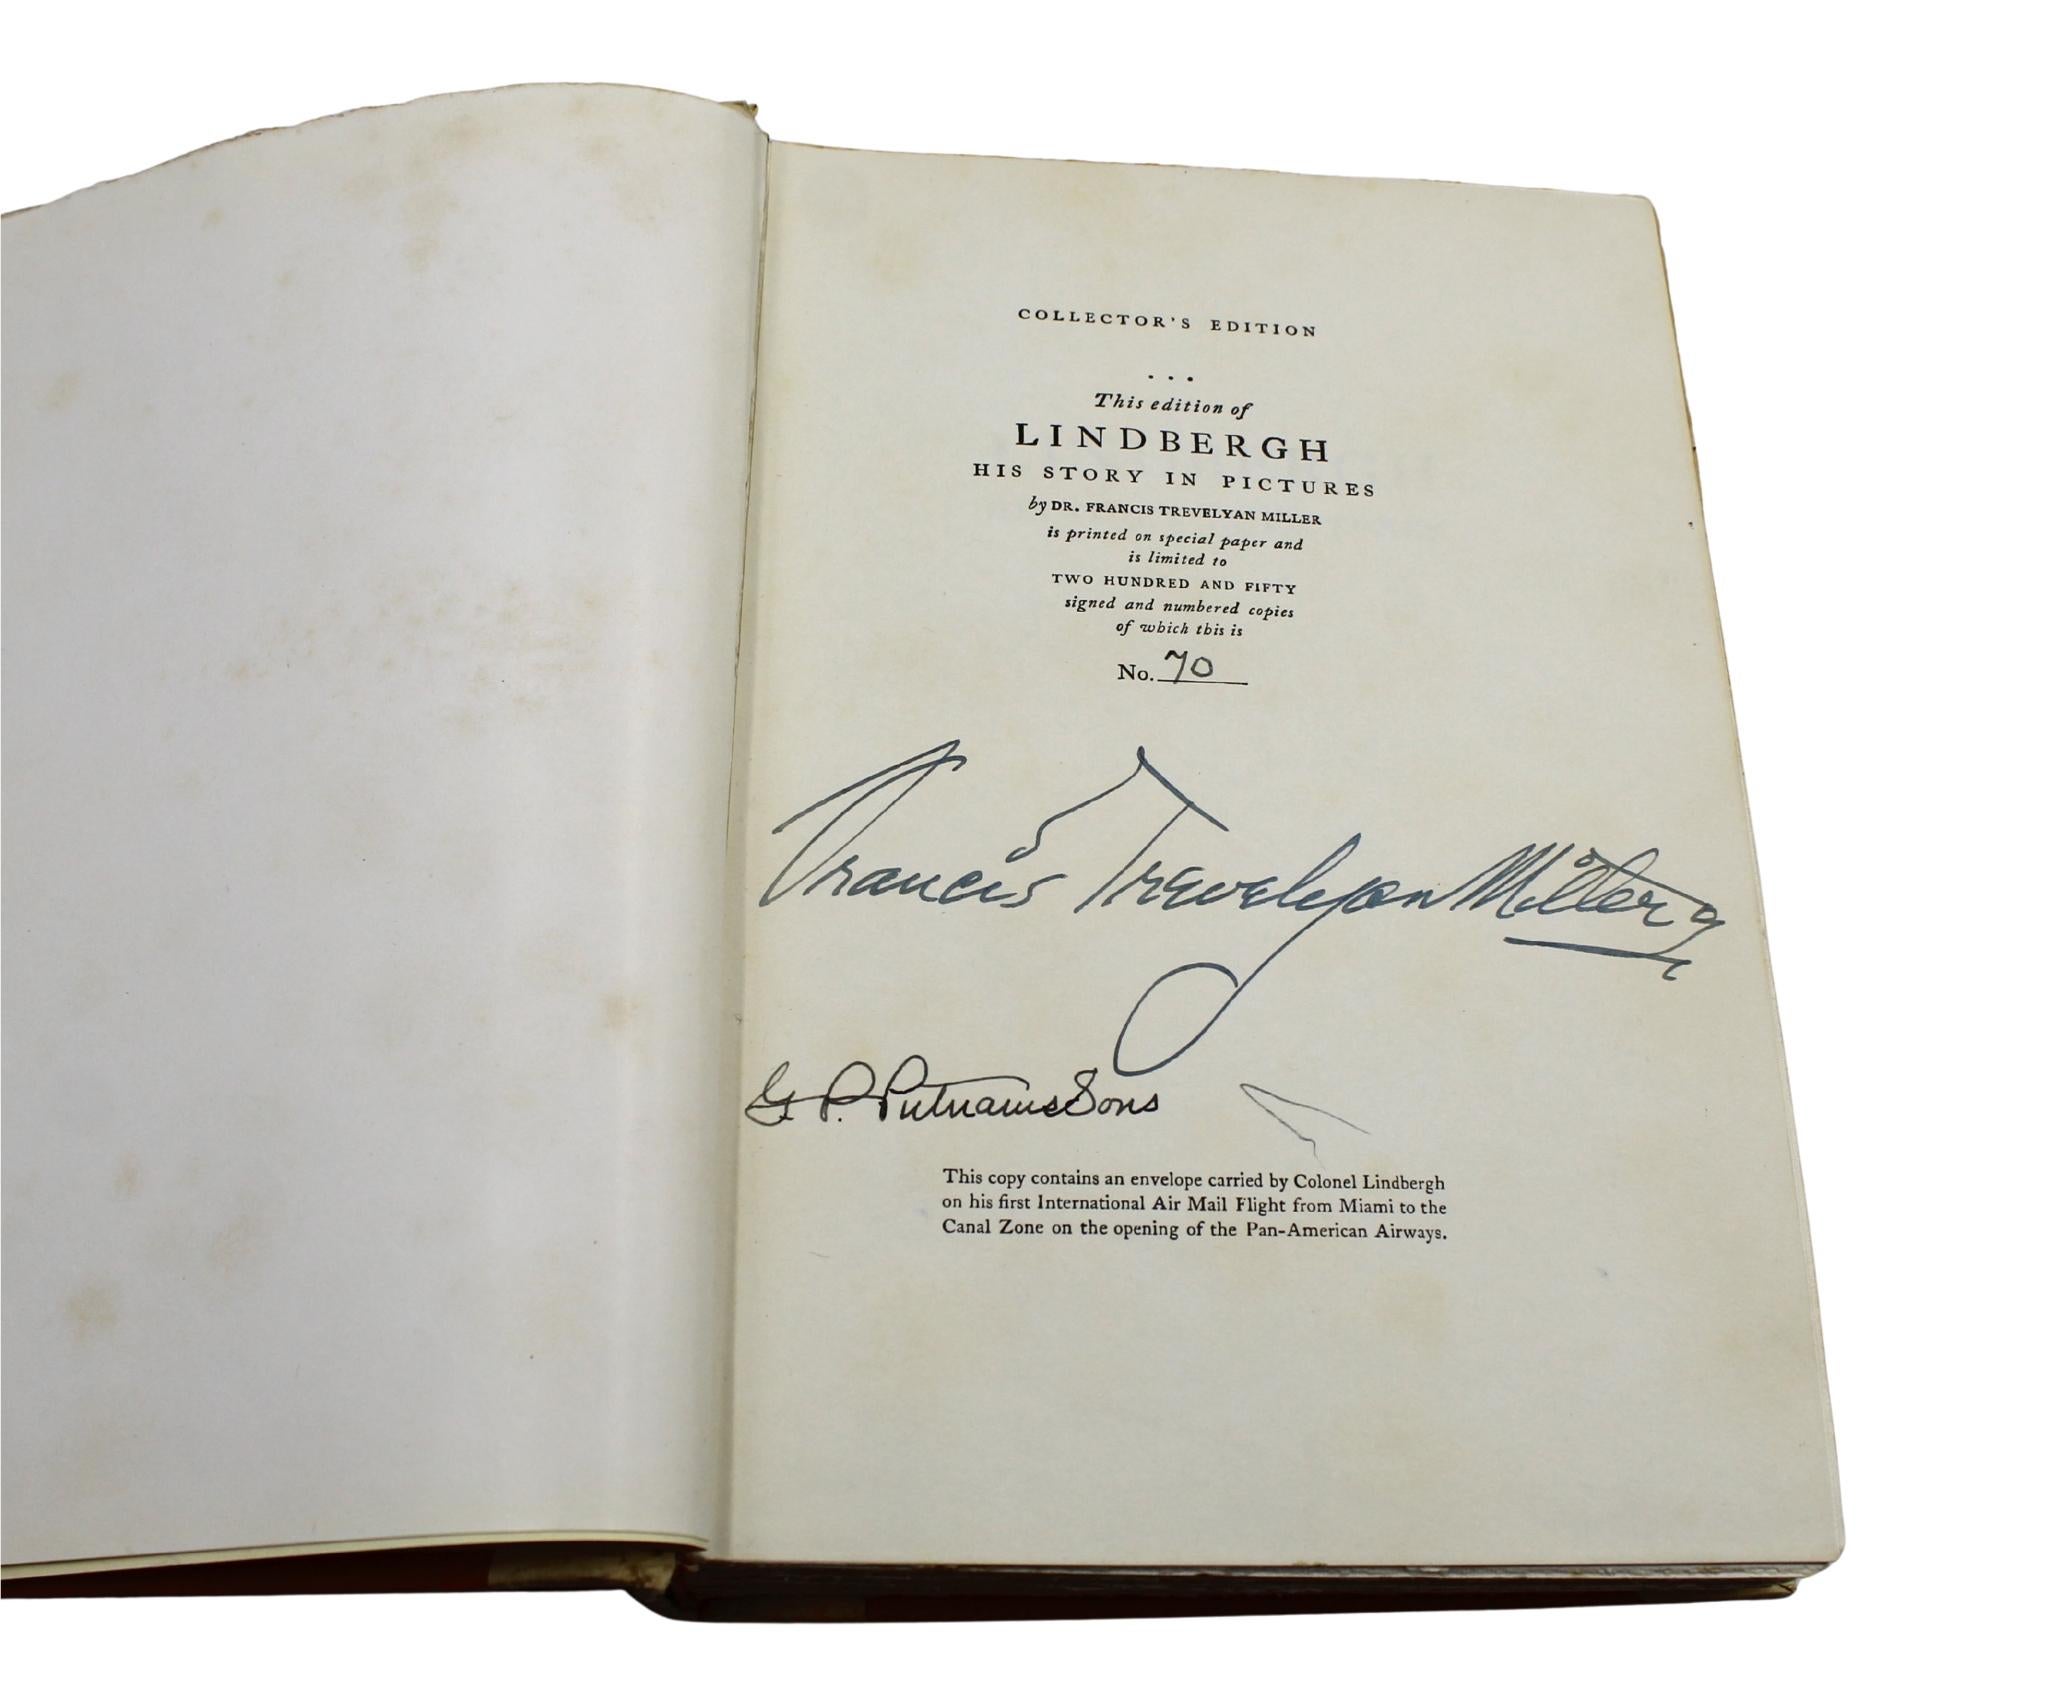 COLLECTOR'S EDITION
...
This edition of
LINDBERGH
HIS STORY IN PICTURES
by DR. FRANCIS TREVELYAN MILLER
is printed on special paper and
is limited to
TWO HUNDRED AND FIFTY
signed and numbered copies
of which this is
No. 70
Francis Trevelyan Miller
G. P. Putnams Sons
This copy contains an envelope carried by Colonel Lindbergh
on his first International Air Mail Flight from Miami to the
Canal Zone on the opening of the Pan-American Airways.